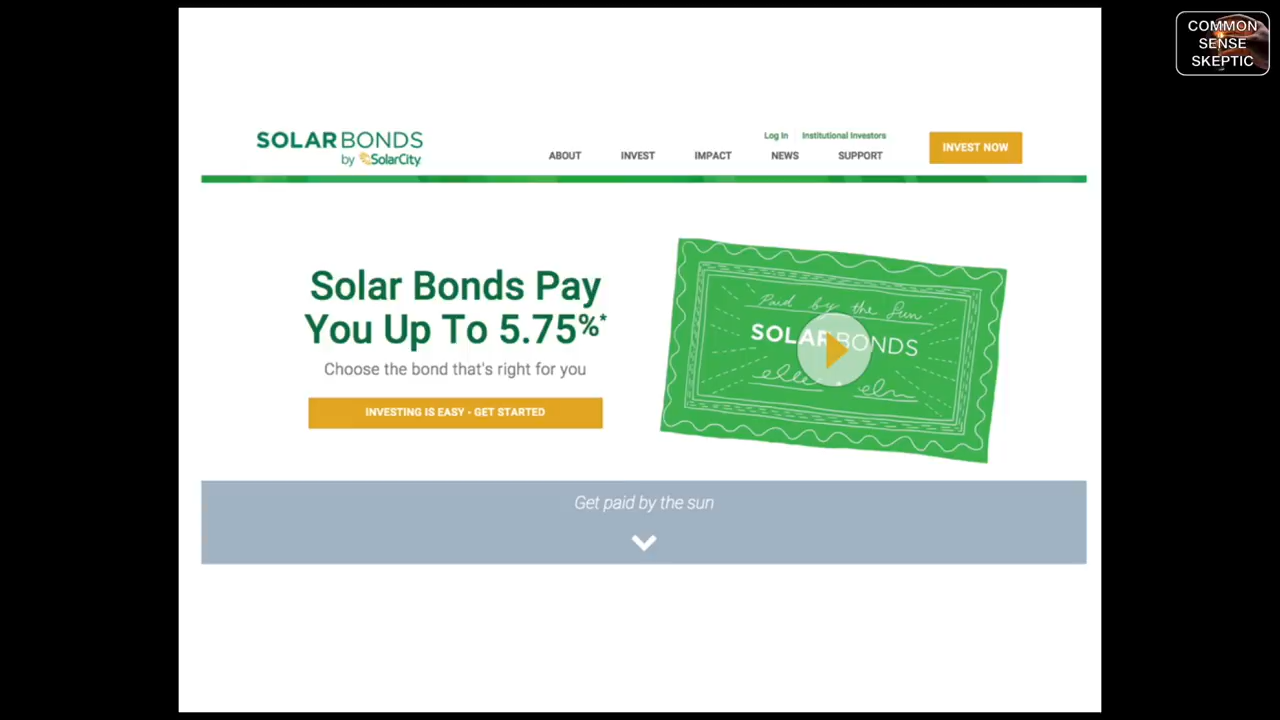 COMMON
SENSE
SKEPTIC
SOLARBONDS
by SolarCity
Log In
Institutional Investors
ABOUT
INVEST
IMPACT
NEWS
SUPPORT
INVEST NOW
Solar Bonds Pay
You Up To 5.75%*
Choose the bond that's right for you
INVESTING IS EASY - GET STARTED
Paid by the Sun
SOLARBONDS
Get paid by the sun